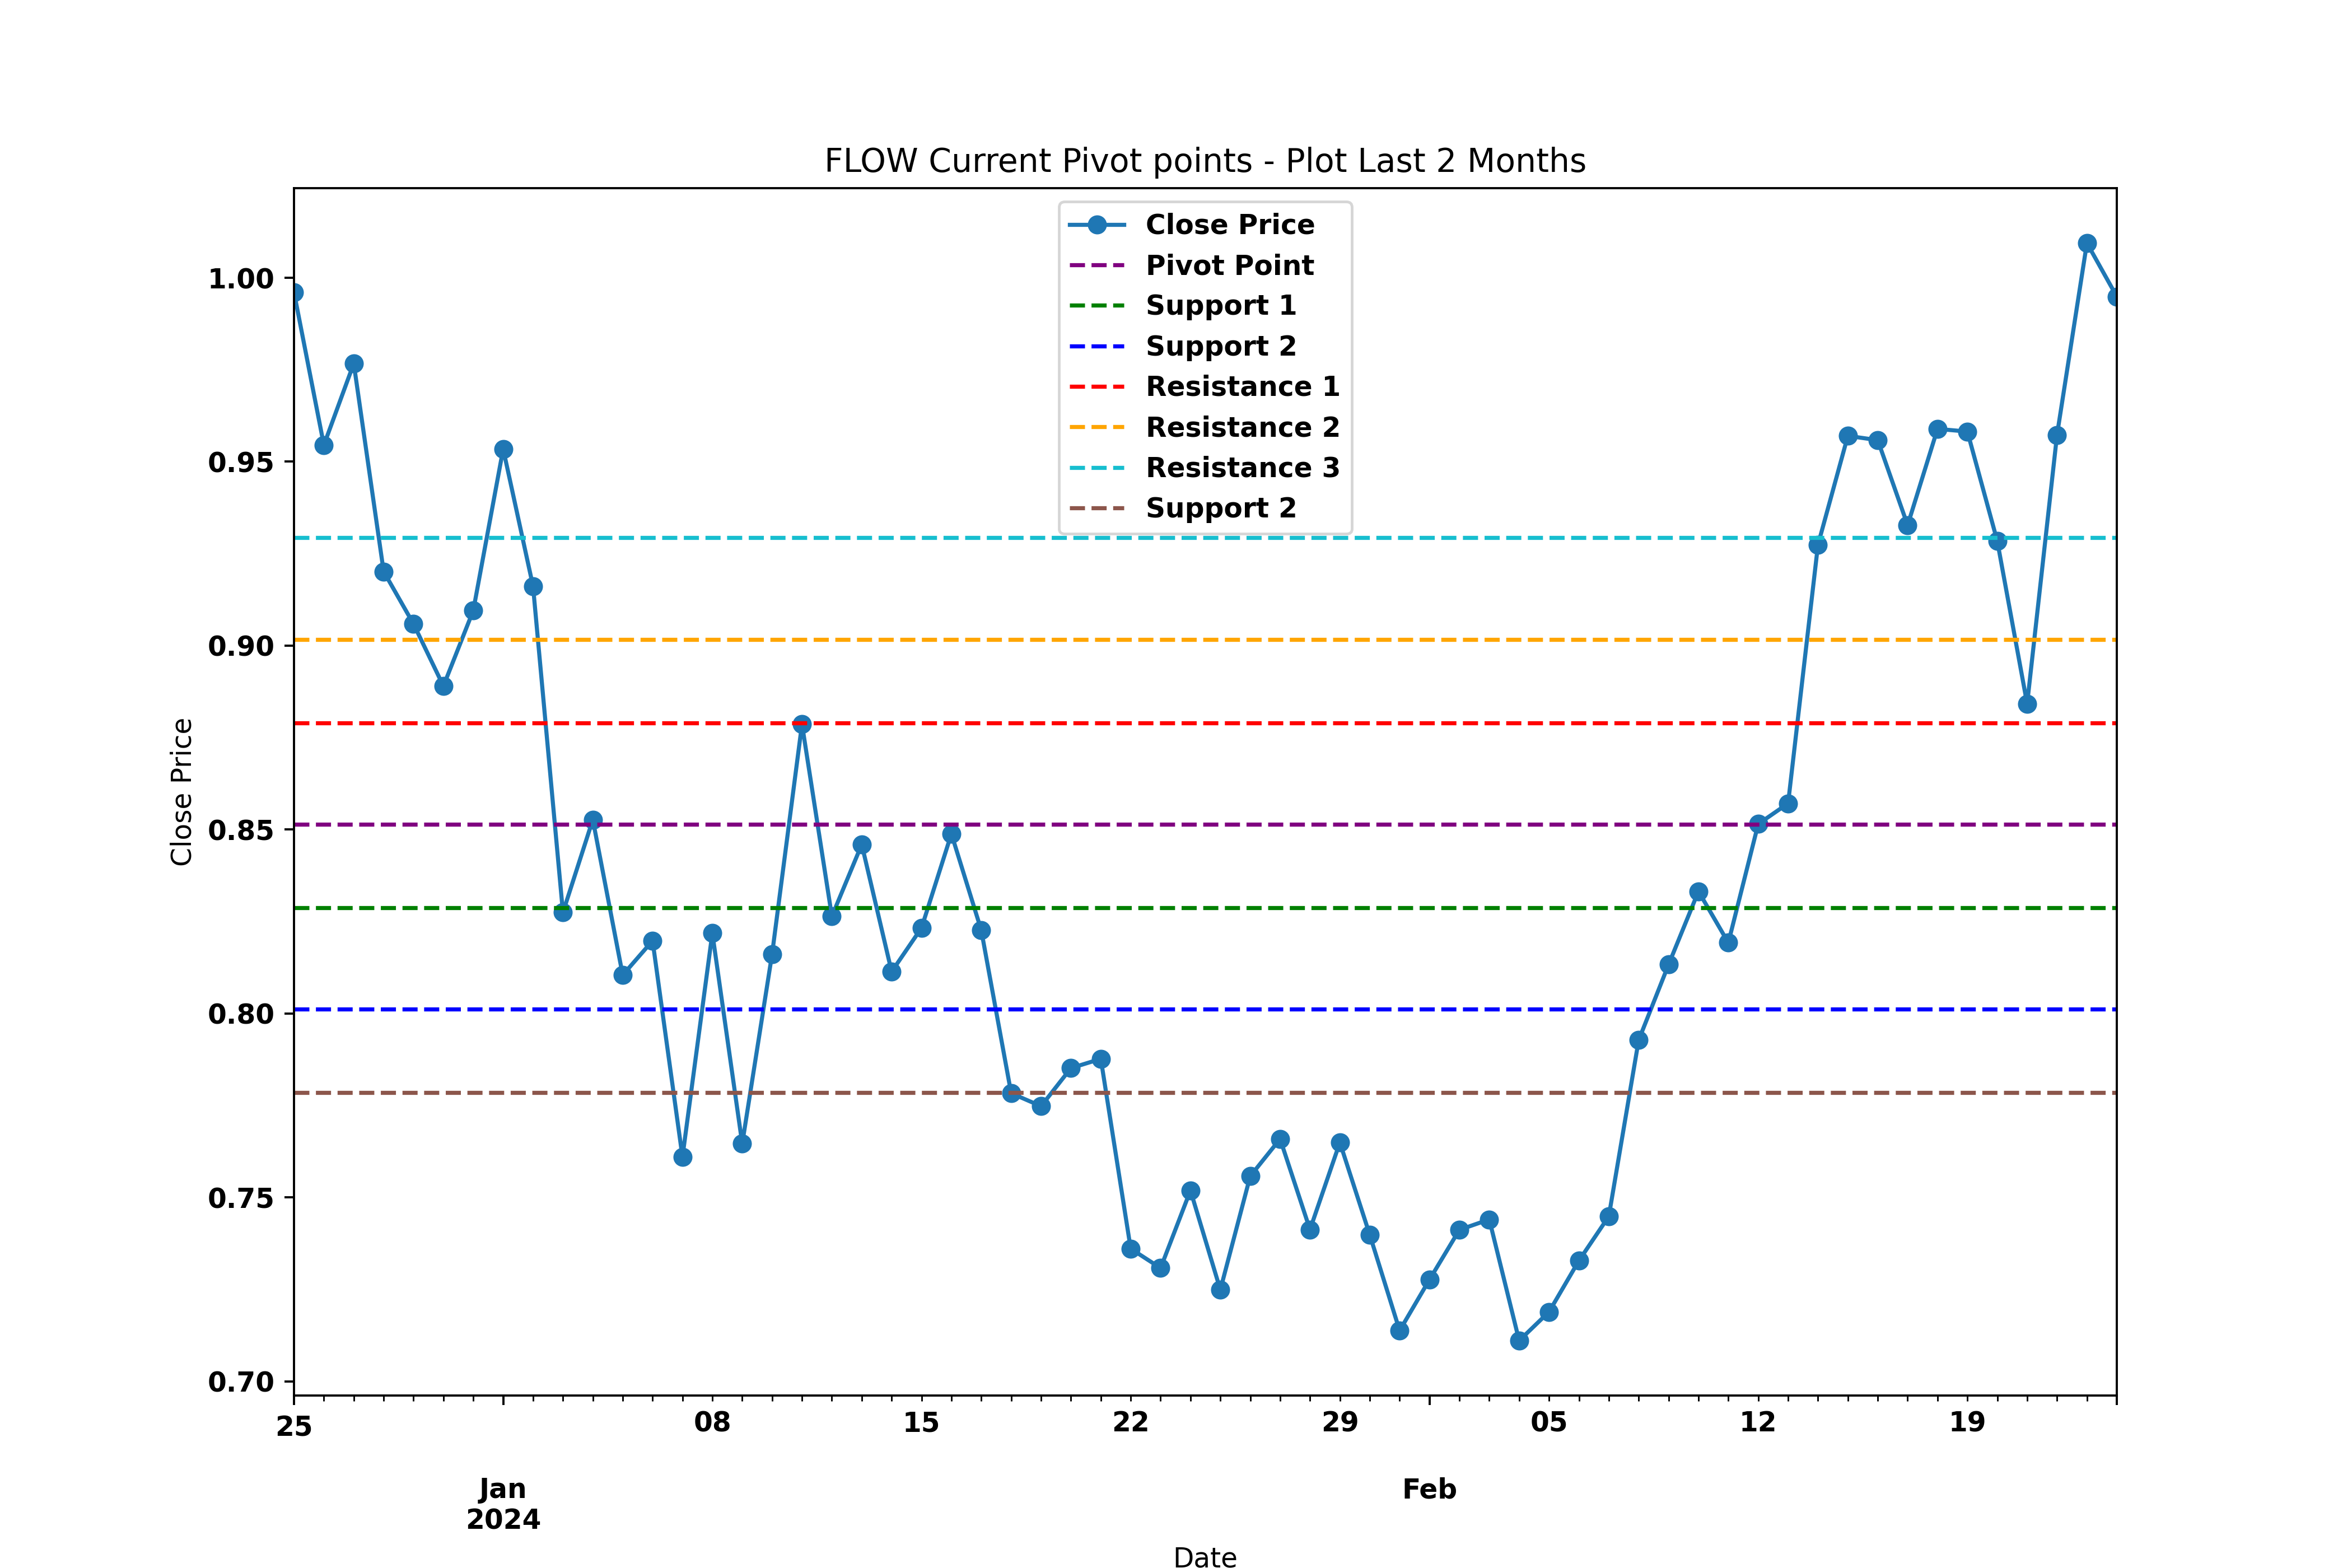 FLOW Current Pivot points - Plot Last 2 Months
Close Price
Pivot Point
Support 1
Support 2
Resistance 1
Resistance 2
Resistance 3
Support 2
1.00
0.95
0.90
0.85
0.80
0.75
0.70
Close Price
25
08
15
22
29
05
12
19
Jan
2024
Feb
Date